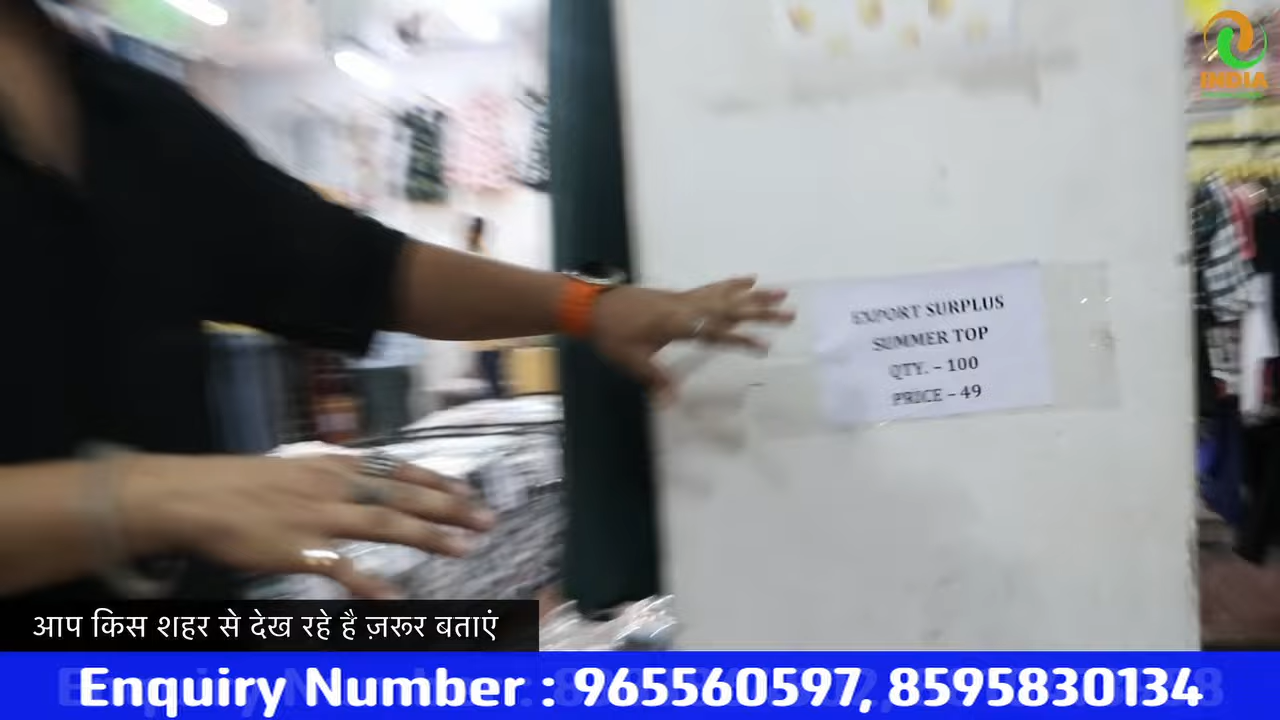 INDIA
EXPORT SURPLUS
SUMMER TOP
QTY. – 100
PRICE – 49
आप किस शहर से देख रहे है ज़रूर बताएं
Enquiry Number : 965560597, 8595830134